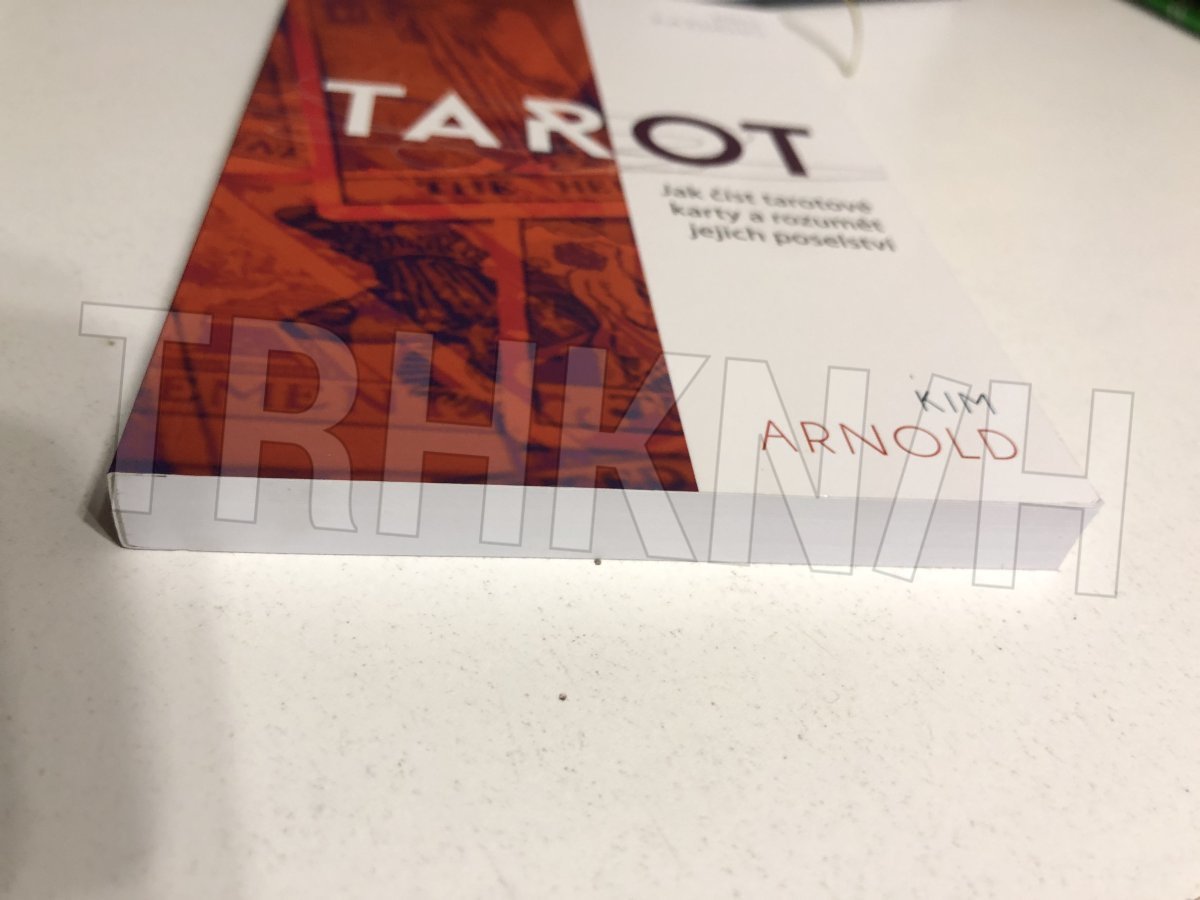 TAROT
Jak číst tarotové
karty a rozumět
jejich poselství
KIM
ARNOLD
TRHKNIH